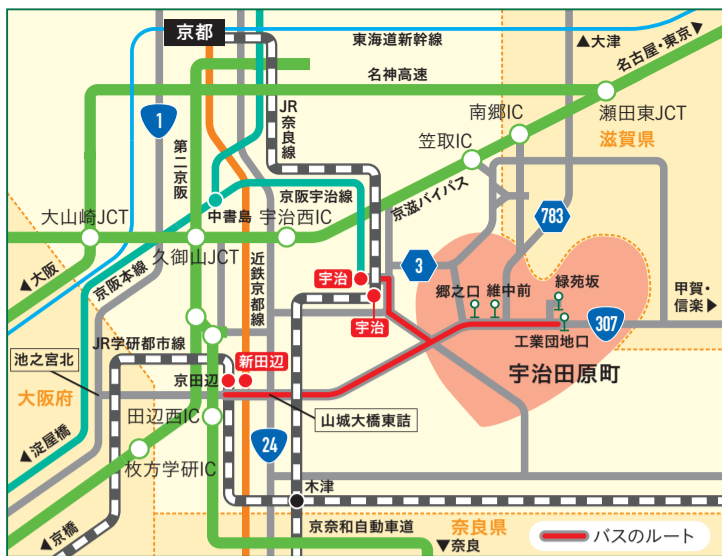 京都
東海道新幹線
▲大津
名古屋・東京▶
名神高速
JR奈良線
南郷IC
瀬田東JCT
1
笠取IC
滋賀県
第二京阪
京阪宇治線
京滋バイパス
783
大山崎JCT
中書島
宇治西IC
久御山JCT
3
◀大阪
京阪本線
近鉄京都線
宇治
郷之口
維中前
緑苑坂
甲賀・
信楽▶
宇治
307
JR学研都市線
工業団地口
池之宮北
新田辺
宇治田原町
京田辺
大阪府
田辺西IC
山城大橋東詰
◀淀屋橋
24
枚方学研IC
木津
◀京橋
京奈和自動車道
奈良県
▼奈良
バスのルート